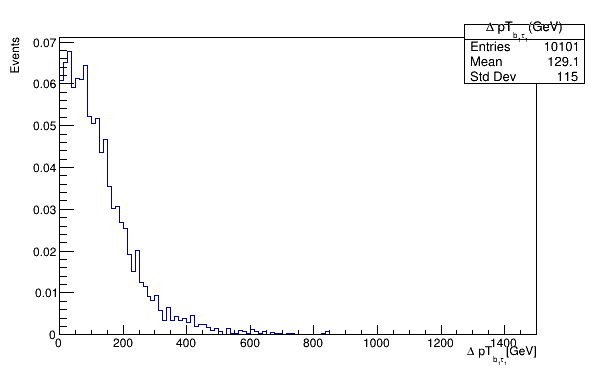 Δ pT_{b₁τ₁}(GeV)
Entries 10101
Mean 129.1
Std Dev 115
Events
0.07
0.06
0.05
0.04
0.03
0.02
0.01
0
0 200 400 600 800 1000 1200 1400
Δ pT_{b₁τ₁}[GeV]